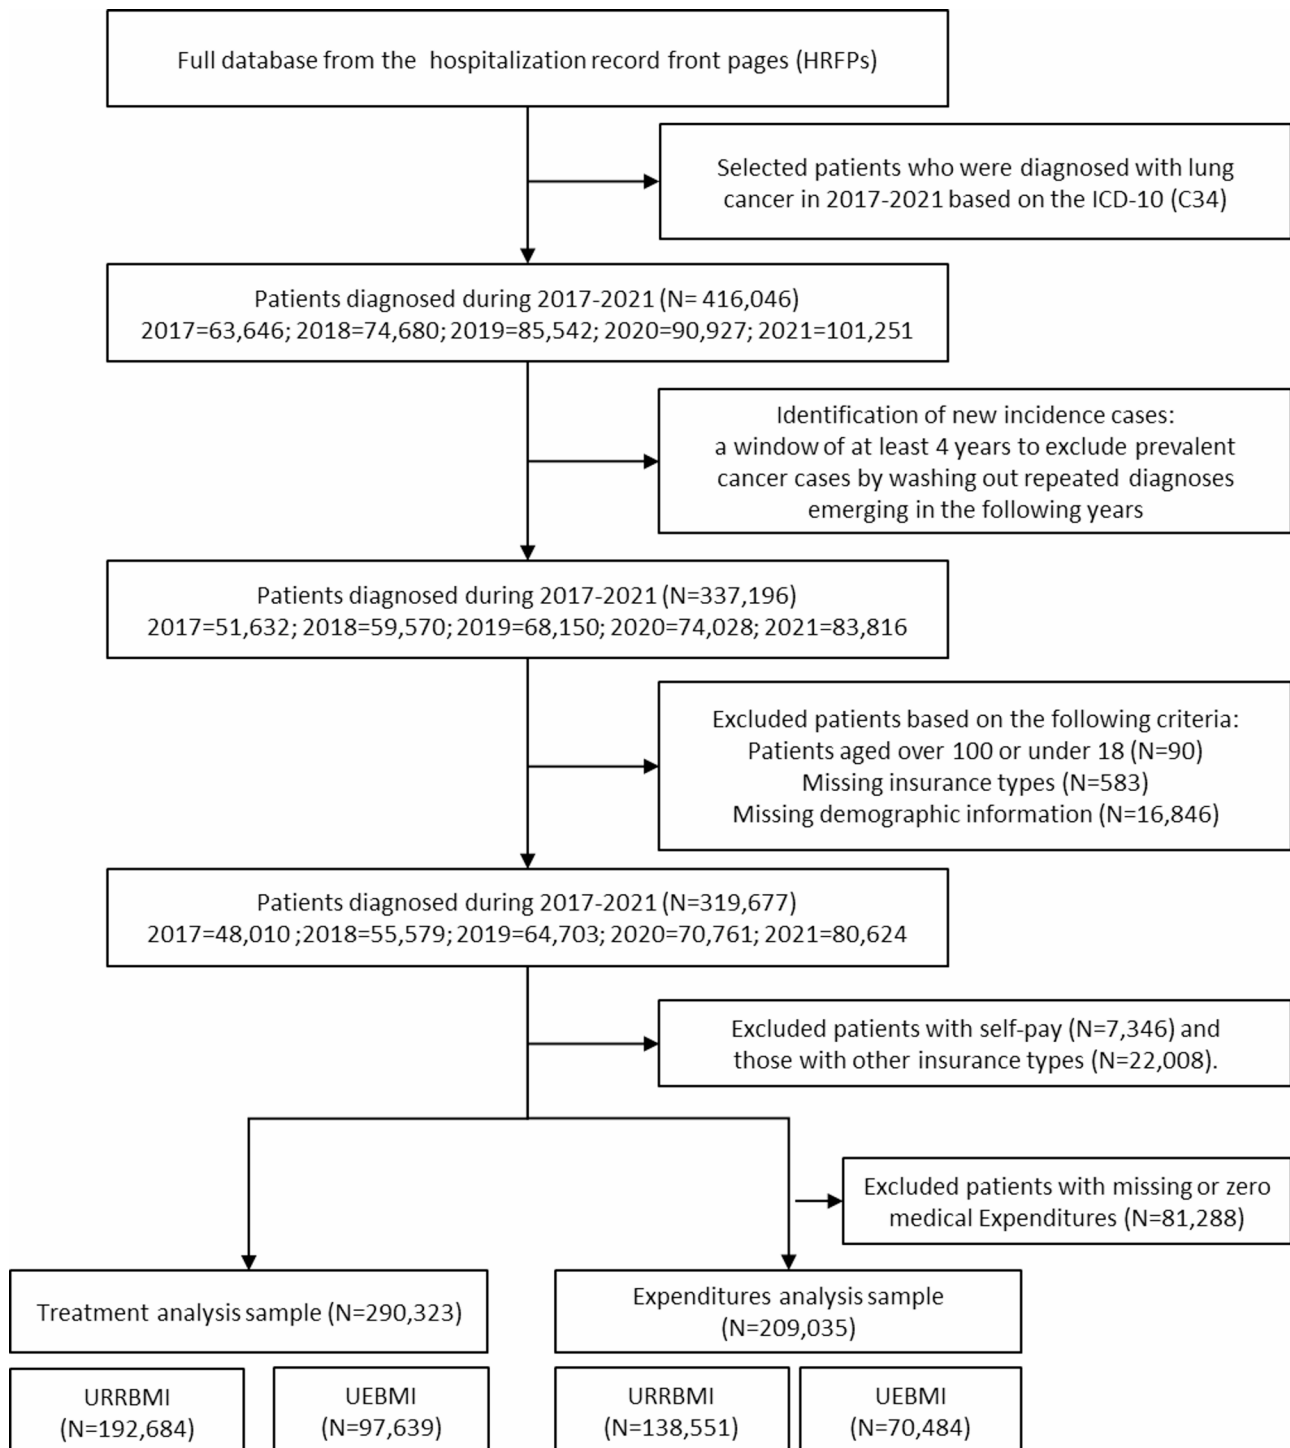 Full database from the hospitalization record front pages (HRFPs)
Selected patients who were diagnosed with lung
cancer in 2017-2021 based on the ICD-10 (C34)
Patients diagnosed during 2017-2021 (N= 416,046)
2017=63,646; 2018=74,680; 2019=85,542; 2020=90,927; 2021=101,251
Identification of new incidence cases:
a window of at least 4 years to exclude prevalent
cancer cases by washing out repeated diagnoses
emerging in the following years
Patients diagnosed during 2017-2021 (N=337,196)
2017=51,632; 2018=59,570; 2019=68,150; 2020=74,028; 2021=83,816
Excluded patients based on the following criteria:
Patients aged over 100 or under 18 (N=90)
Missing insurance types (N=583)
Missing demographic information (N=16,846)
Patients diagnosed during 2017-2021 (N=319,677)
2017=48,010 ;2018=55,579; 2019=64,703; 2020=70,761; 2021=80,624
Excluded patients with self-pay (N=7,346) and
those with other insurance types (N=22,008).
Excluded patients with missing or zero
medical Expenditures (N=81,288)
Treatment analysis sample (N=290,323)
Expenditures analysis sample
(N=209,035)
URRBMI
(N=192,684)
UEBMI
(N=97,639)
URRBMI
(N=138,551)
UEBMI
(N=70,484)